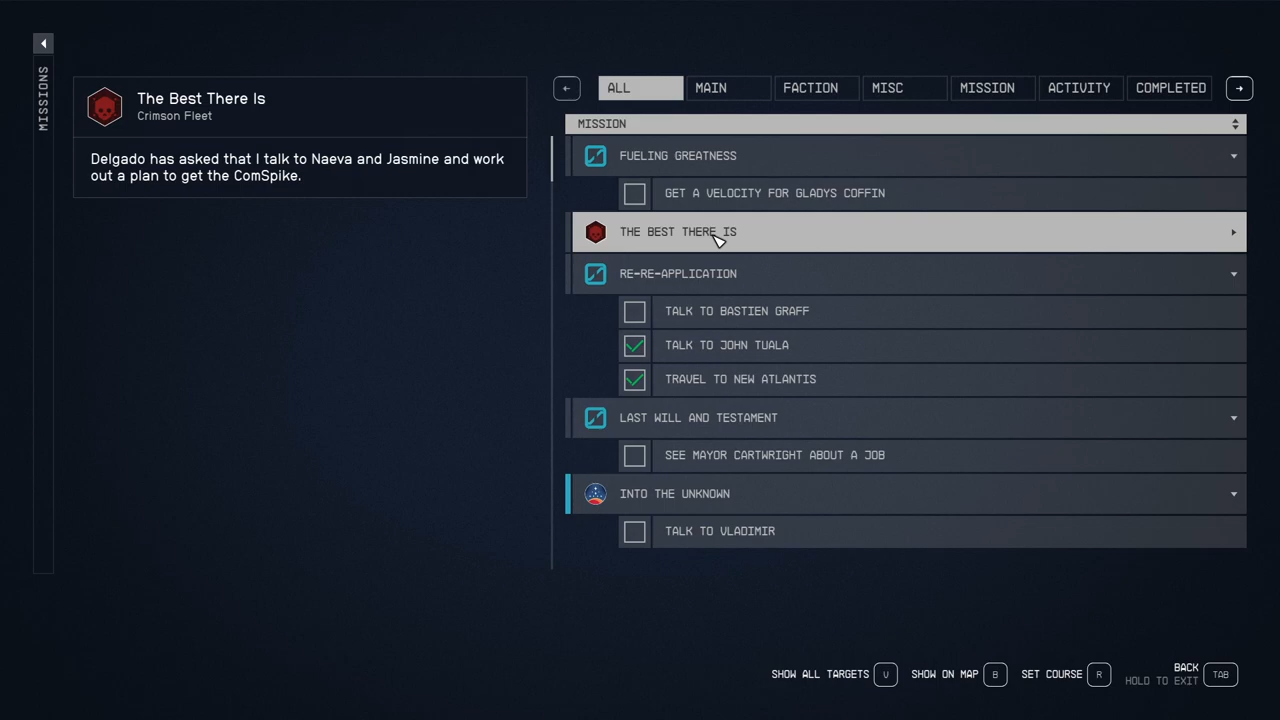 MISSIONS
The Best There Is
Crimson Fleet
Delgado has asked that I talk to Naeva and Jasmine and work
out a plan to get the ComSpike.
ALL
MAIN
FACTION
MISC
MISSION
ACTIVITY
COMPLETED
MISSION
FUELING GREATNESS
GET A VELOCITY FOR GLADYS COFFIN
THE BEST THERE IS
RE-RE-APPLICATION
TALK TO BASTIEN GRAFF
TALK TO JOHN TUALA
TRAVEL TO NEW ATLANTIS
LAST WILL AND TESTAMENT
SEE MAYOR CARTWRIGHT ABOUT A JOB
INTO THE UNKNOWN
TALK TO VLADIMIR
SHOW ALL TARGETS V
SHOW ON MAP B
SET COURSE R
BACK
HOLD TO EXIT
TAB